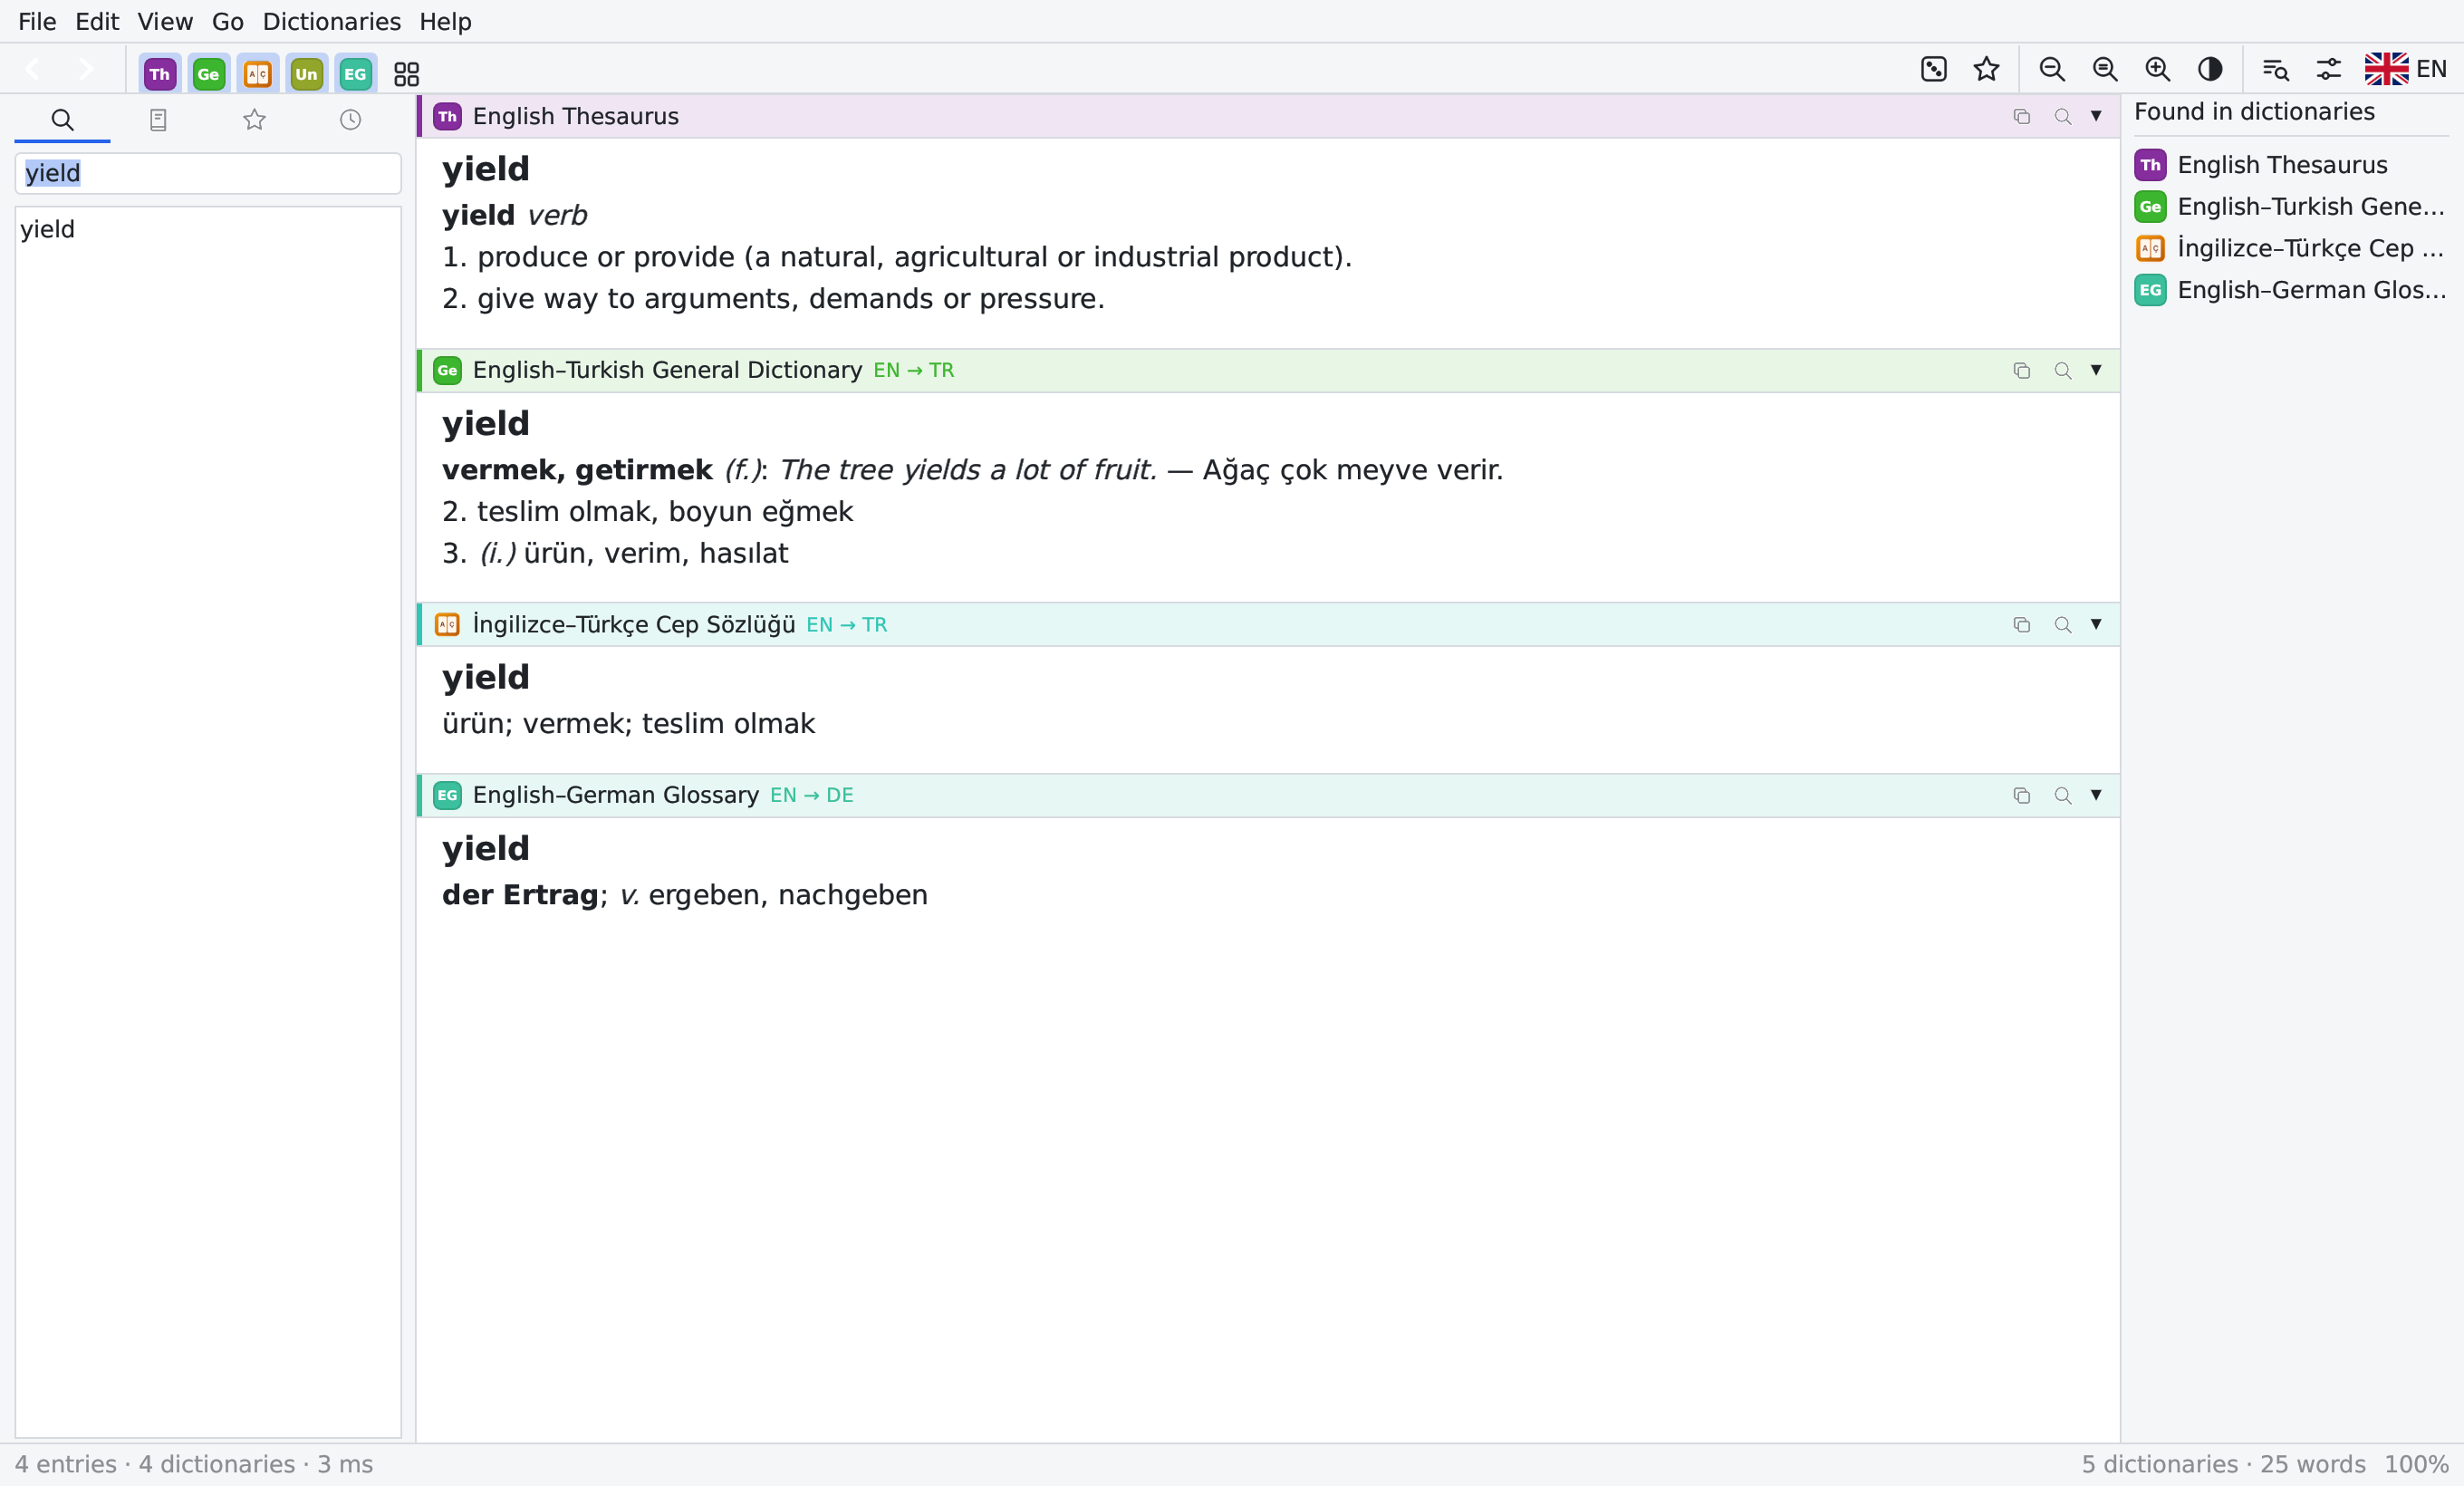 File Edit View Go Dictionaries Help
Th Ge A Ç Un EG EN
yield
yield
Th English Thesaurus
yield
yield verb
1. produce or provide (a natural, agricultural or industrial product).
2. give way to arguments, demands or pressure.
Ge English–Turkish General Dictionary EN → TR
yield
vermek, getirmek (f.): The tree yields a lot of fruit. — Ağaç çok meyve verir.
2. teslim olmak, boyun eğmek
3. (i.) ürün, verim, hasılat
A Ç İngilizce–Türkçe Cep Sözlüğü EN → TR
yield
ürün; vermek; teslim olmak
EG English–German Glossary EN → DE
yield
der Ertrag; v. ergeben, nachgeben
Found in dictionaries
Th English Thesaurus
Ge English–Turkish Gene...
A Ç İngilizce–Türkçe Cep ...
EG English–German Glos...
4 entries · 4 dictionaries · 3 ms
5 dictionaries · 25 words 100%